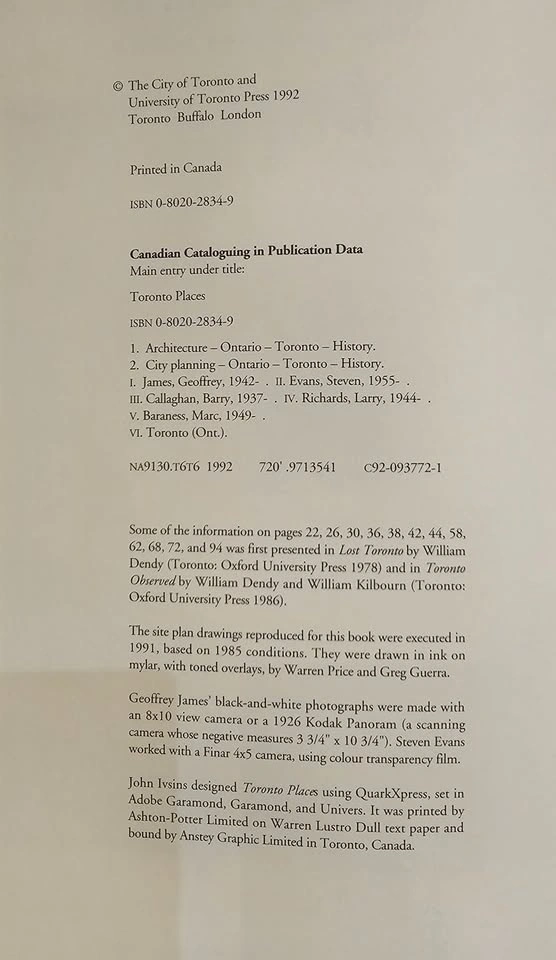 © The City of Toronto and
University of Toronto Press 1992
Toronto Buffalo London
Printed in Canada
ISBN 0-8020-2834-9
Canadian Cataloguing in Publication Data
Main entry under title:
Toronto Places
ISBN 0-8020-2834-9
1. Architecture – Ontario – Toronto – History.
2. City planning – Ontario – Toronto – History.
I. James, Geoffrey, 1942- . II. Evans, Steven, 1955- .
III. Callaghan, Barry, 1937- . IV. Richards, Larry, 1944- .
V. Baraness, Marc, 1949- .
VI. Toronto (Ont.).
NA9130.T6T6 1992 720' .9713541 C92-093772-1
Some of the information on pages 22, 26, 30, 36, 38, 42, 44, 58,
62, 68, 72, and 94 was first presented in Lost Toronto by William
Dendy (Toronto: Oxford University Press 1978) and in Toronto
Observed by William Dendy and William Kilbourn (Toronto:
Oxford University Press 1986).
The site plan drawings reproduced for this book were executed in
1991, based on 1985 conditions. They were drawn in ink on
mylar, with toned overlays, by Warren Price and Greg Guerra.
Geoffrey James' black-and-white photographs were made with
an 8x10 view camera or a 1926 Kodak Panoram (a scanning
camera whose negative measures 3 3/4" x 10 3/4"). Steven Evans
worked with a Finar 4x5 camera, using colour transparency film.
John Ivsins designed Toronto Places using QuarkXpress, set in
Adobe Garamond, Garamond, and Univers. It was printed by
Ashton-Potter Limited on Warren Lustro Dull text paper and
bound by Anstey Graphic Limited in Toronto, Canada.